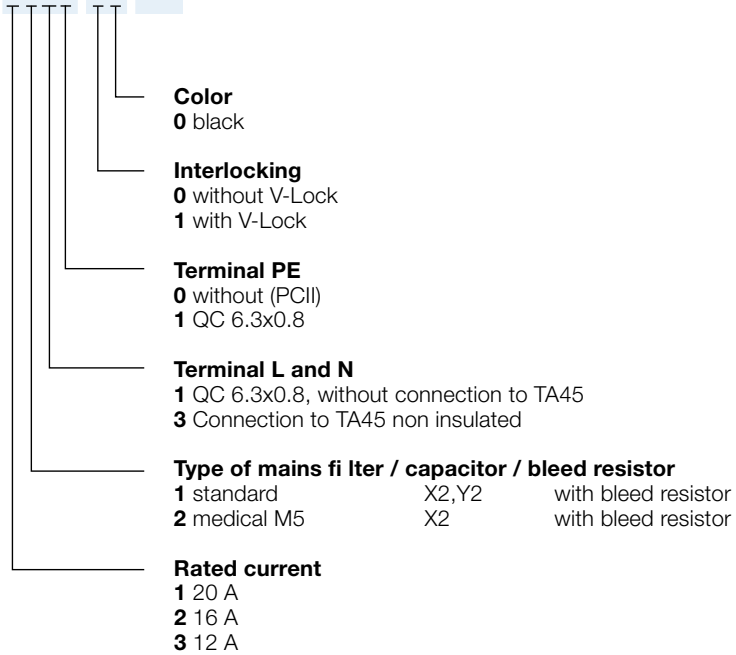 Color
0 black
Interlocking
0 without V-Lock
1 with V-Lock
Terminal PE
0 without (PCII)
1 QC 6.3x0.8
Terminal L and N
1 QC 6.3x0.8, without connection to TA45
3 Connection to TA45 non insulated
Type of mains fi lter / capacitor / bleed resistor
1 standard X2,Y2 with bleed resistor
2 medical M5 X2 with bleed resistor
Rated current
1 20 A
2 16 A
3 12 A